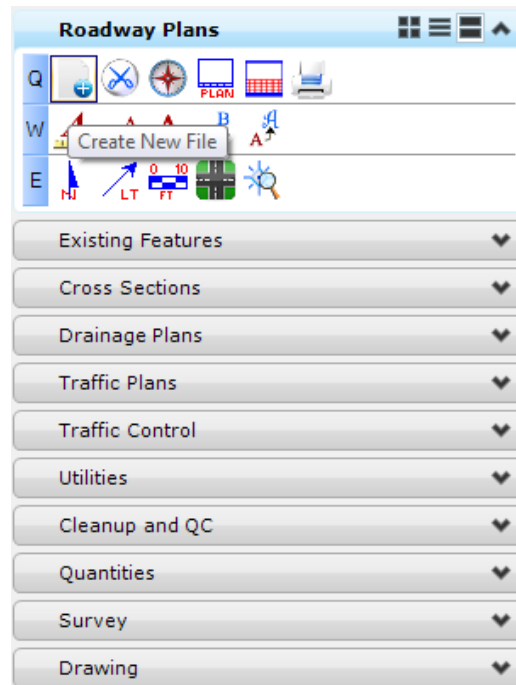 Roadway Plans
Q PLAN
W A B A A
Create New File
E N LT 0 10 FT
Existing Features
Cross Sections
Drainage Plans
Traffic Plans
Traffic Control
Utilities
Cleanup and QC
Quantities
Survey
Drawing